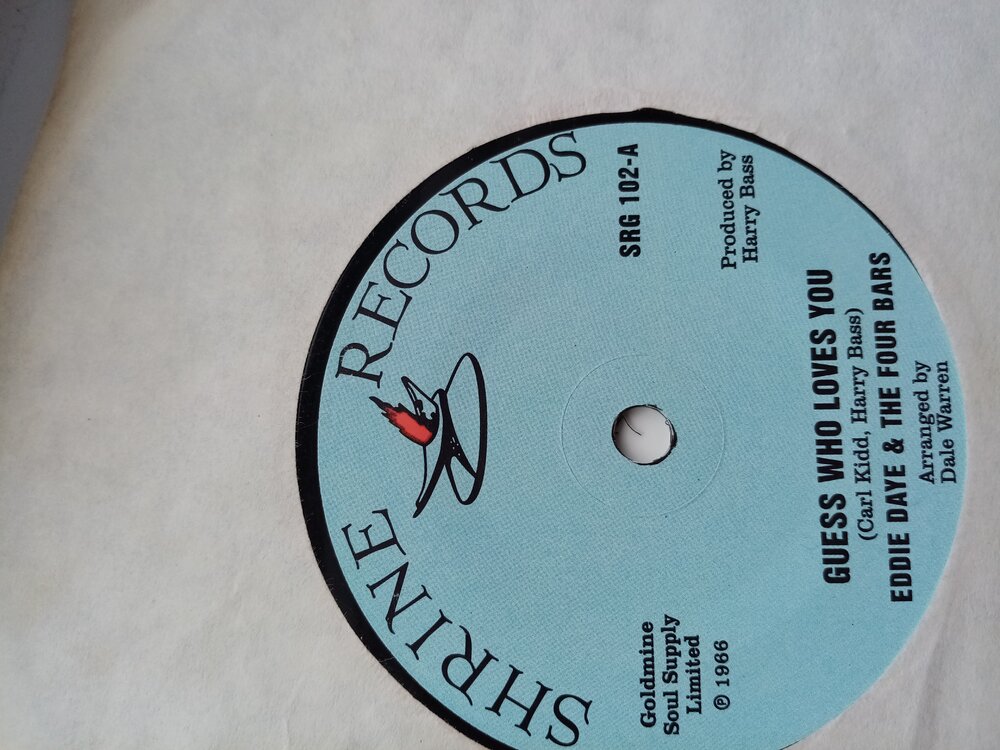 SHRINE RECORDS
SRG 102-A
Goldmine
Soul Supply
Limited
℗ 1966
Produced by
Harry Bass
GUESS WHO LOVES YOU
(Carl Kidd, Harry Bass)
EDDIE DAYE & THE FOUR BARS
Arranged by
Dale Warren